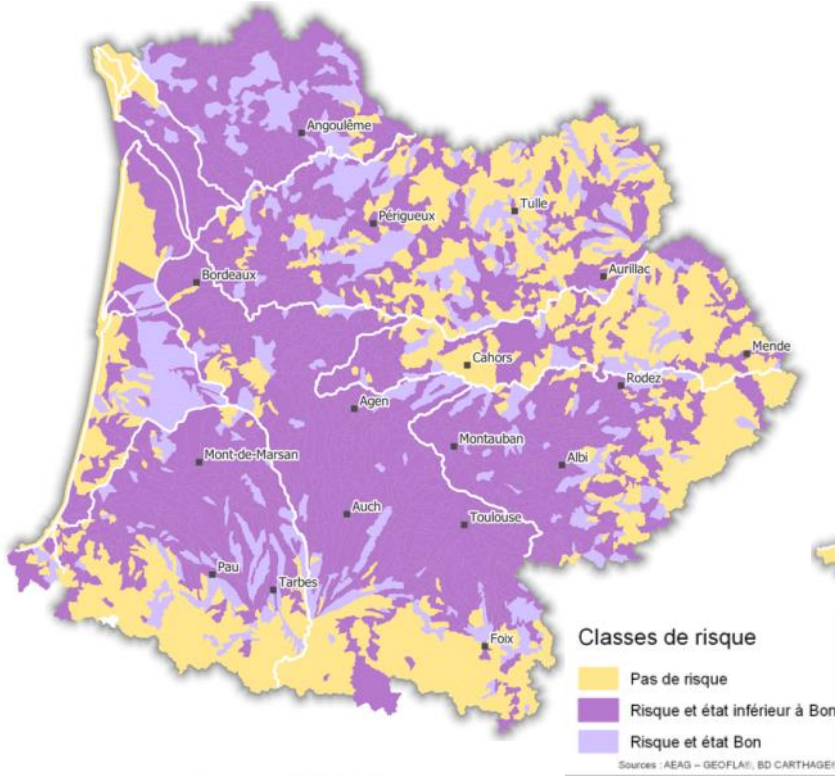 Angoulême
Périgueux
Tulle
Bordeaux
Aurillac
Mende
Cahors
Rodez
Agen
Montauban
Mont-de-Marsan
Albi
Auch
Toulouse
Pau
Tarbes
Foix
Classes de risque
Pas de risque
Risque et état inférieur à Bon
Risque et état Bon
Sources : AEAG – GEOFLA®, BD CARTHAGE®